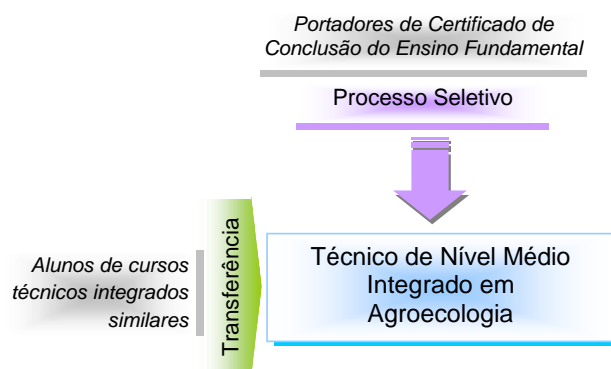 Portadores de Certificado de
Conclusão do Ensino Fundamental
Processo Seletivo
Alunos de cursos
técnicos integrados
similares
Transferência
Técnico de Nível Médio
Integrado em
Agroecologia